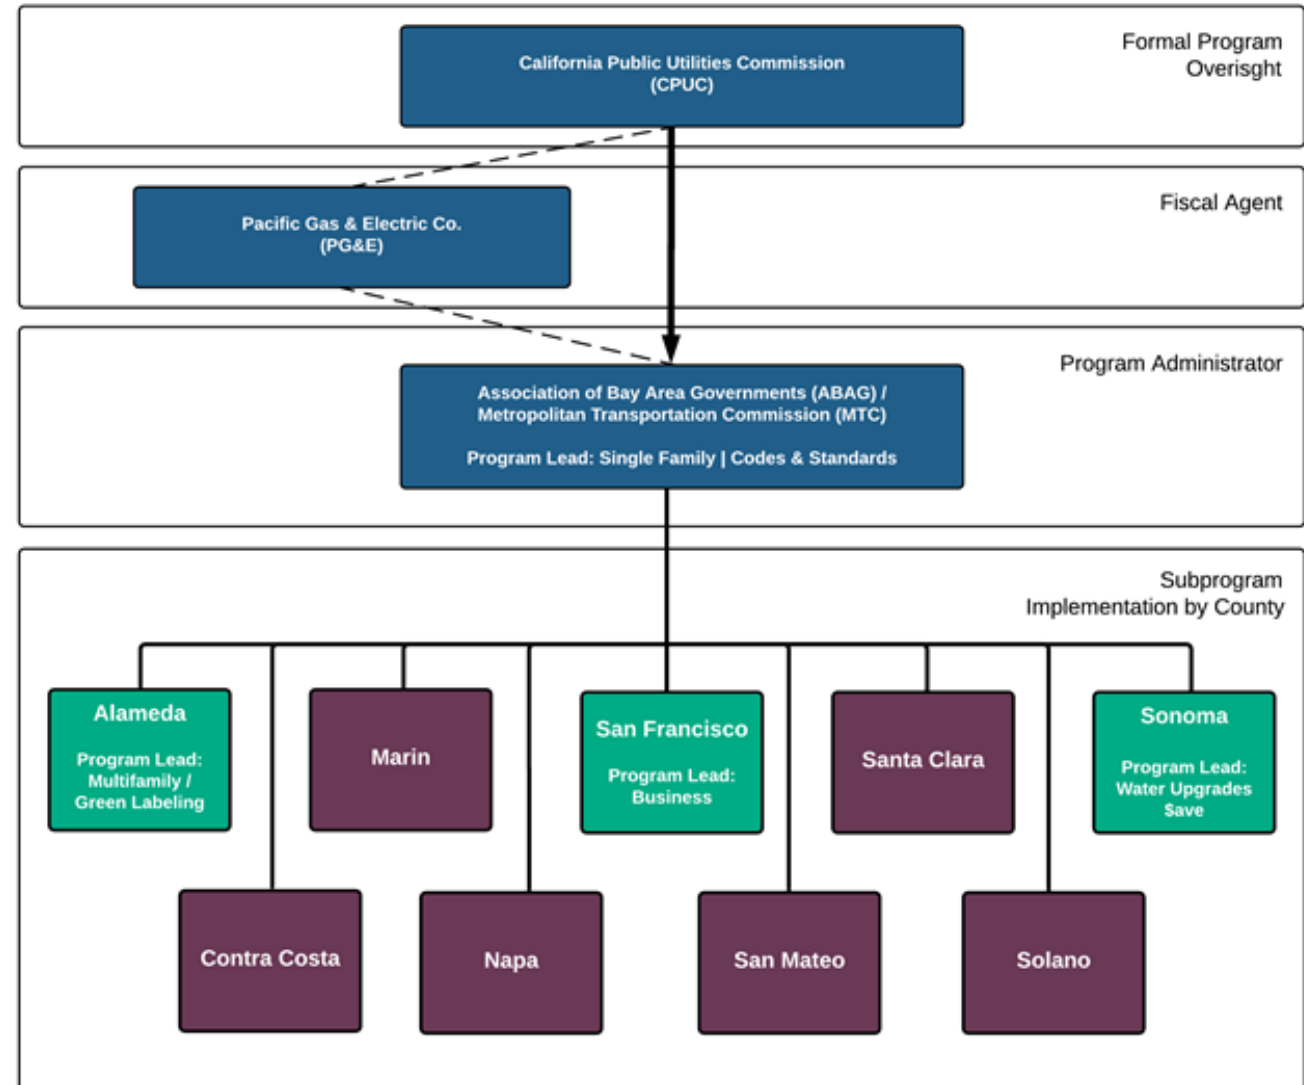 California Public Utilities Commission
(CPUC)
Formal Program
Overisght
Pacific Gas & Electric Co.
(PG&E)
Fiscal Agent
Program Administrator
Association of Bay Area Governments (ABAG) /
Metropolitan Transportation Commission (MTC)
Program Lead: Single Family | Codes & Standards
Subprogram
Implementation by County
Alameda
Program Lead:
Multifamily /
Green Labeling
Marin
San Francisco
Program Lead:
Business
Santa Clara
Sonoma
Program Lead:
Water Upgrades
$ave
Contra Costa
Napa
San Mateo
Solano